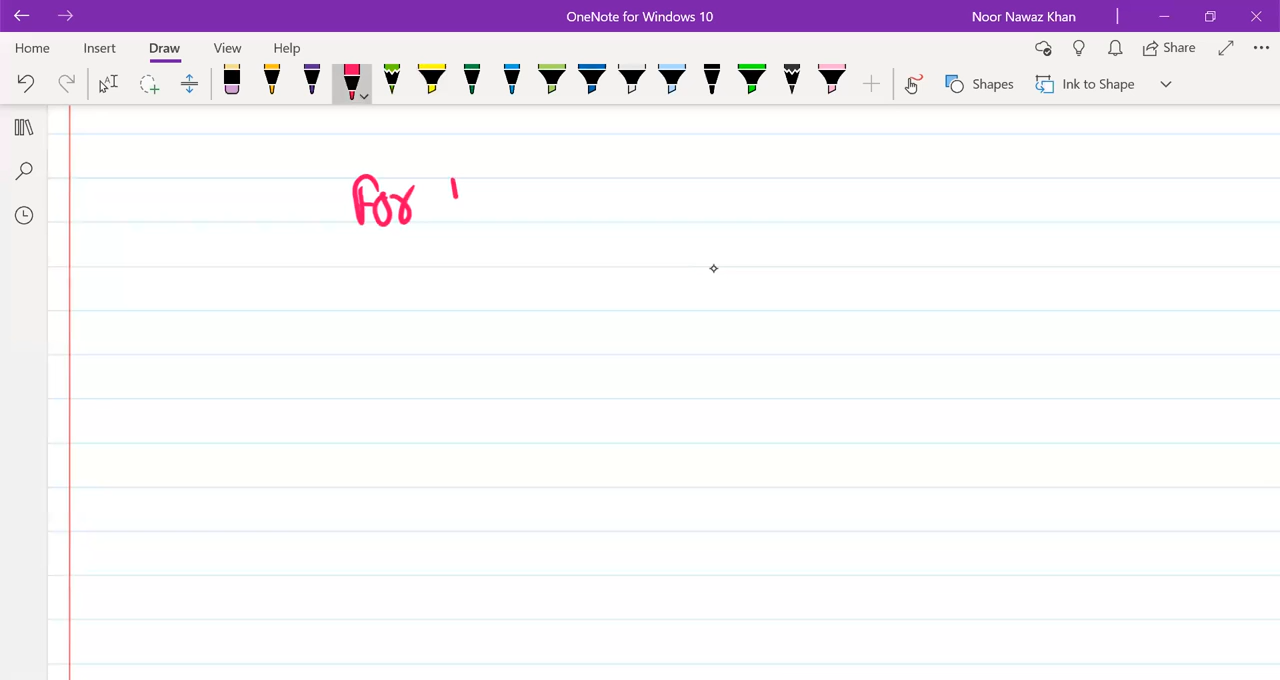 OneNote for Windows 10
Noor Nawaz Khan
Home Insert Draw View Help
Share
Shapes
Ink to Shape
For